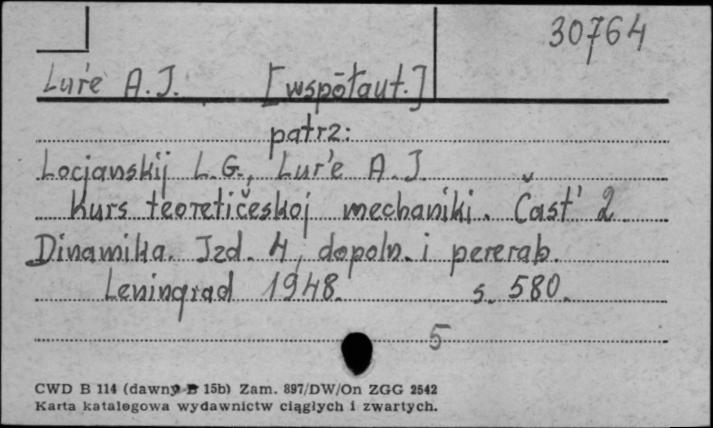 30764
Lur'e A.J. [współaut.]
patrz:
Locjanskij L.G., Lur'e A.J.
Kurs teoretičeskoj mechaniki. Čast' 2
Dinamika. Izd. 4, dopoln. i pererab.
Leningrad 1948. s. 580.
5
CWD B 114 (dawny B 15b) Zam. 897/DW/On ZGG 2542
Karta katalogowa wydawnictw ciągłych i zwartych.